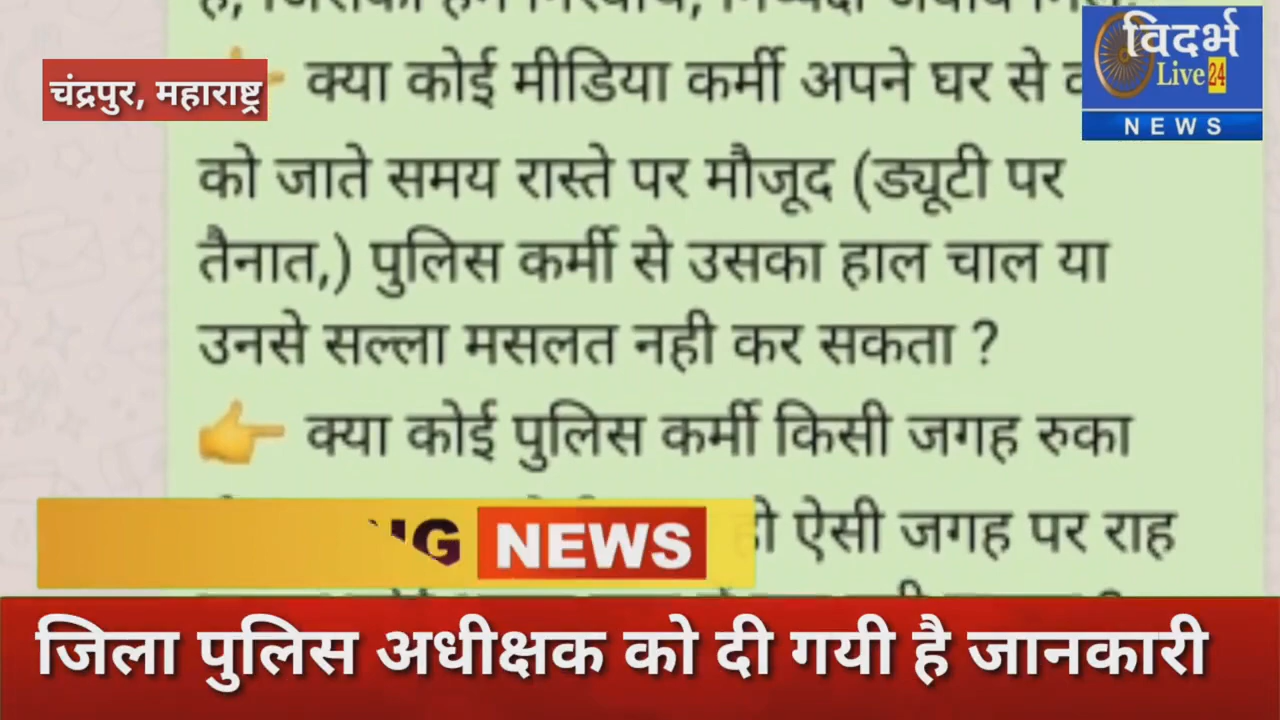 चंद्रपुर, महाराष्ट्र
विदर्भ
Live 24
NEWS
क्या कोई मीडिया कर्मी अपने घर से
को जाते समय रास्ते पर मौजूद (ड्यूटी पर
तैनात,) पुलिस कर्मी से उसका हाल चाल या
उनसे सल्ला मसलत नही कर सकता ?
👉 क्या कोई पुलिस कर्मी किसी जगह रुका
हो ऐसी जगह पर राह
NEWS
जिला पुलिस अधीक्षक को दी गयी है जानकारी